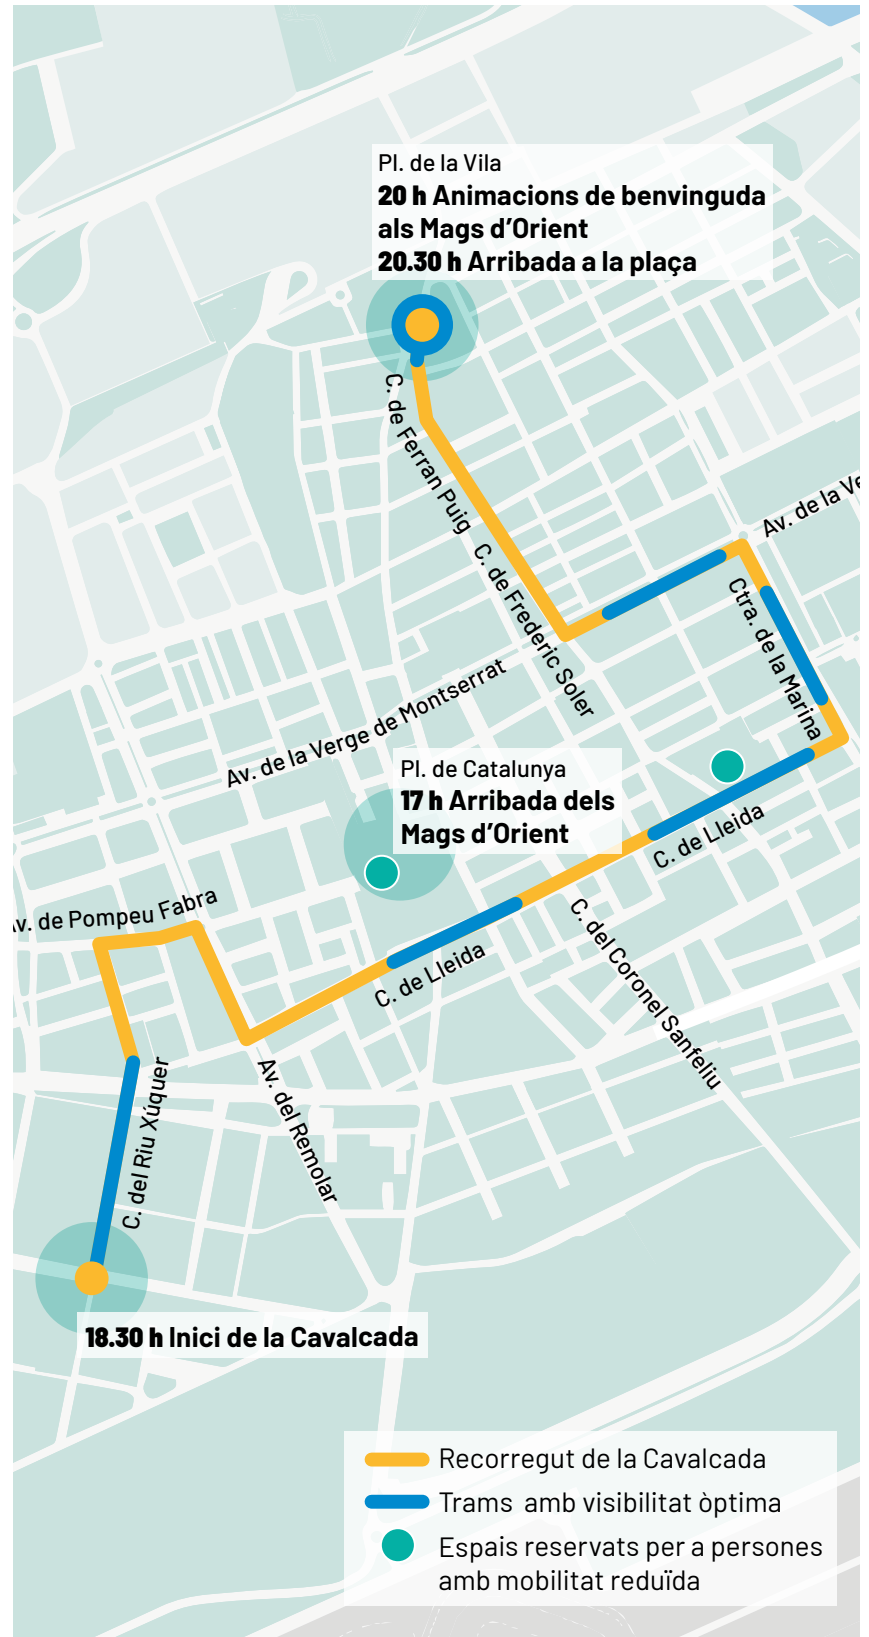 Pl. de la Vila
20 h Animacions de benvinguda
als Mags d'Orient
20.30 h Arribada a la plaça
C. de Ferran Puig
Av. de la Ve
C. de Frederic Soler
Ctra. de la Marina
Av. de la Verge de Montserrat
Pl. de Catalunya
17 h Arribada dels
Mags d'Orient
C. de Lleida
Av. de Pompeu Fabra
C. del Coronel Sanfeliu
C. de Lleida
Av. del Remolar
C. del Riu Xúquer
18.30 h Inici de la Cavalcada
Recorregut de la Cavalcada
Trams amb visibilitat òptima
Espais reservats per a persones
amb mobilitat reduïda